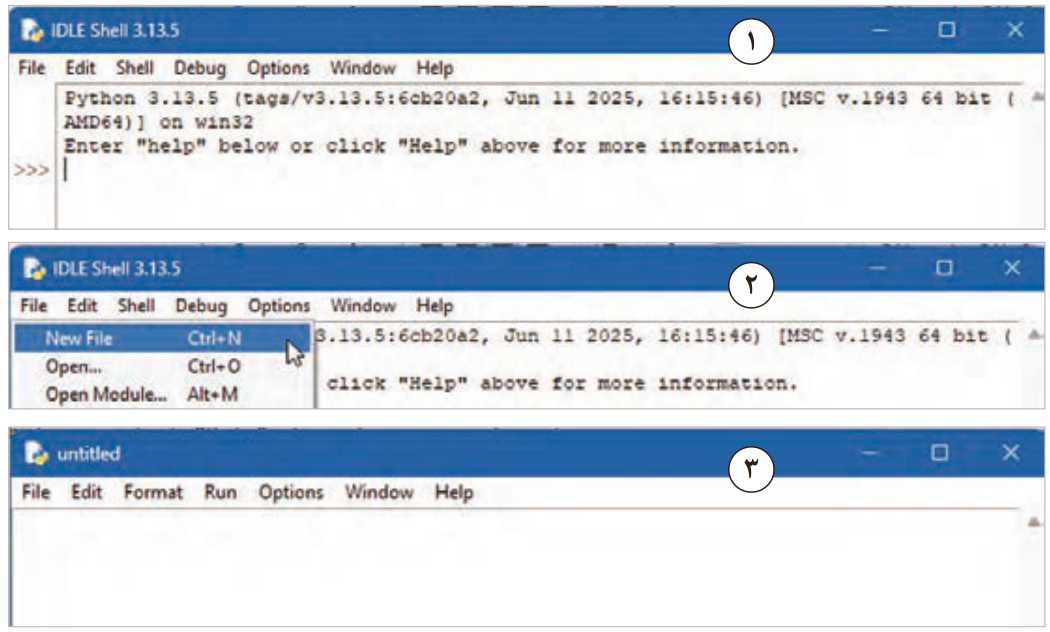 IDLE Shell 3.13.5
۱
File Edit Shell Debug Options Window Help
Python 3.13.5 (tags/v3.13.5:6cb20a2, Jun 11 2025, 16:15:46) [MSC v.1943 64 bit (
AMD64)] on win32
Enter "help" below or click "Help" above for more information.
>>>
IDLE Shell 3.13.5
۲
File Edit Shell Debug Options Window Help
New File Ctrl+N 3.13.5:6cb20a2, Jun 11 2025, 16:15:46) [MSC v.1943 64 bit (
Open... Ctrl+O
click "Help" above for more information.
Open Module... Alt+M
untitled
۳
File Edit Format Run Options Window Help